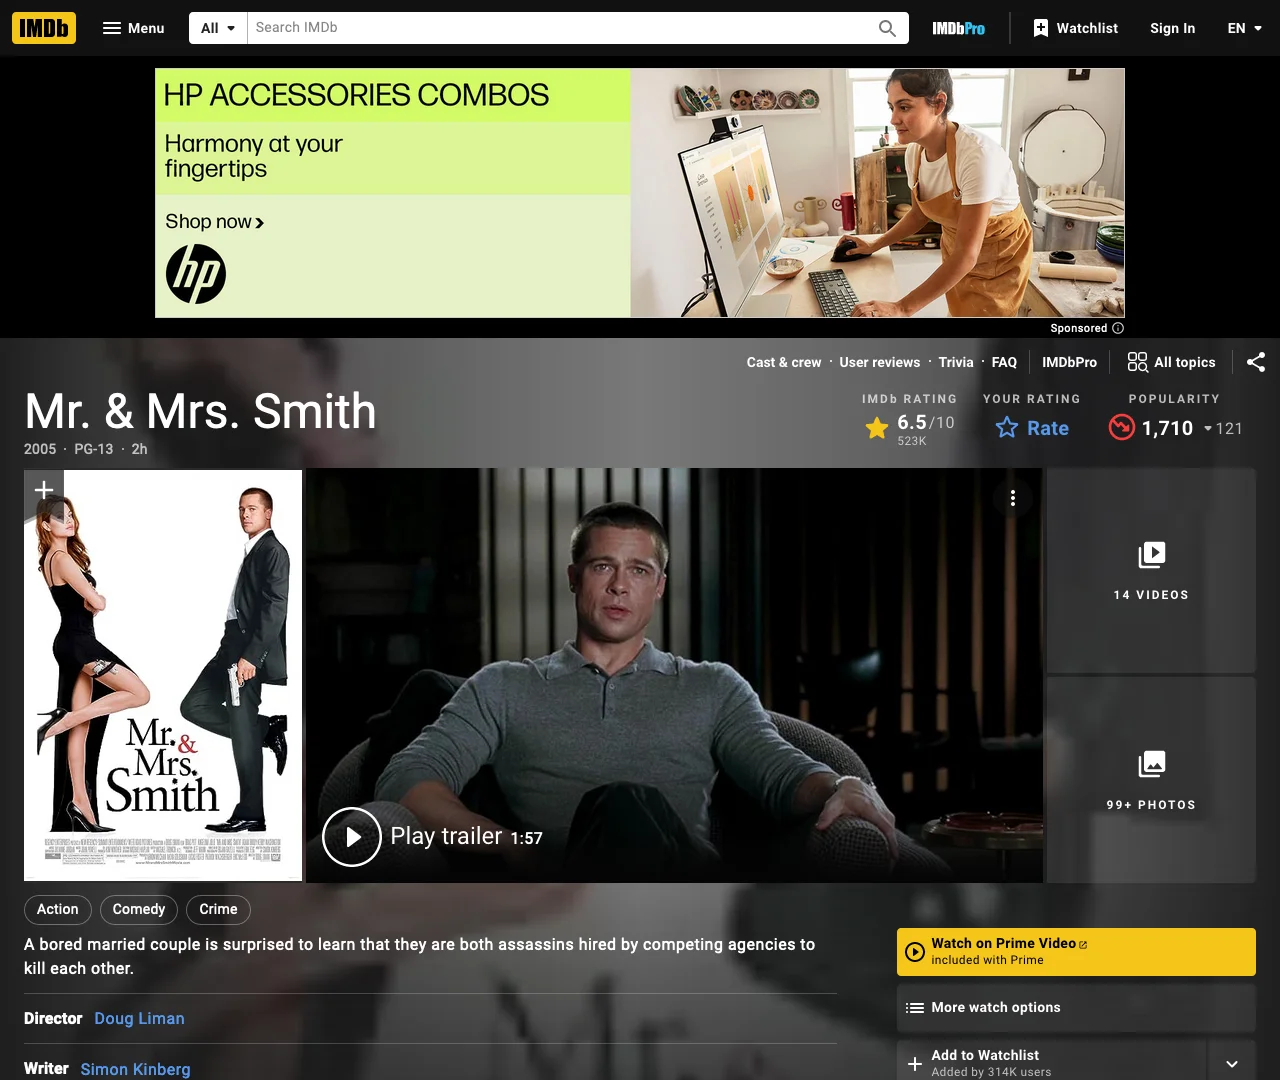 IMDb
Menu
All
Search IMDb
IMDbPro
Watchlist
Sign In
EN
HP ACCESSORIES COMBOS
Harmony at your
fingertips
Shop now
hp
Sponsored
Cast & crew · User reviews · Trivia · FAQ
IMDbPro
All topics
Mr. & Mrs. Smith
2005 · PG-13 · 2h
IMDb RATING
6.5/10
523K
YOUR RATING
Rate
POPULARITY
1,710
121
Mr. &
Mrs.
Smith
Play trailer 1:57
14 VIDEOS
99+ PHOTOS
Action
Comedy
Crime
A bored married couple is surprised to learn that they are both assassins hired by competing agencies to
kill each other.
Director Doug Liman
Writer Simon Kinberg
Watch on Prime Video
included with Prime
More watch options
Add to Watchlist
Added by 314K users